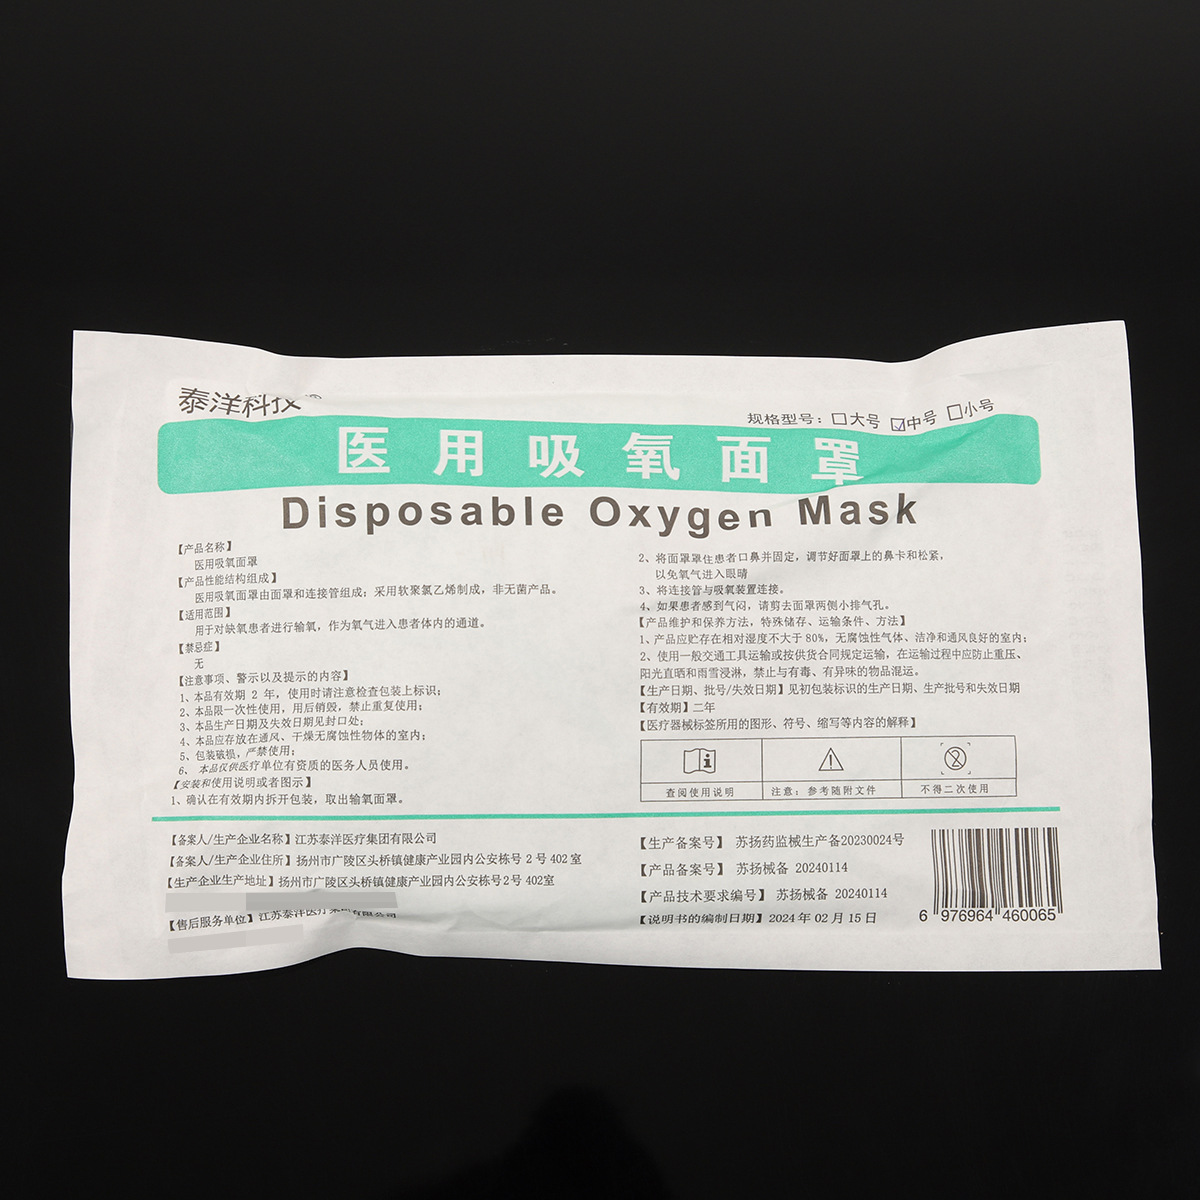 泰洋科技®
规格型号：□大号 ☑中号 □小号
医用吸氧面罩
Disposable Oxygen Mask
【产品名称】
医用吸氧面罩
【产品性能结构组成】
医用吸氧面罩由面罩和连接管组成；采用软聚氯乙烯制成，非无菌产品。
【适用范围】
用于对缺氧患者进行输氧，作为氧气进入患者体内的通道。
【禁忌症】
无
【注意事项、警示以及提示的内容】
1、本品有效期 2 年，使用时请注意检查包装上标识；
2、本品限一次性使用，用后销毁，禁止重复使用；
3、本品生产日期及失效日期见封口处；
4、本品应存放在通风、干燥无腐蚀性物体的室内；
5、包装破损，严禁使用；
6、本品仅供医疗单位有资质的医务人员使用。
【安装和使用说明或者图示】
1、确认在有效期内拆开包装，取出输氧面罩。
2、将面罩罩住患者口鼻并固定，调节好面罩上的鼻卡和松紧，
以免氧气进入眼睛
3、将连接管与吸氧装置连接。
4、如果患者感到气闷，请剪去面罩两侧小排气孔。
【产品维护和保养方法，特殊储存、运输条件、方法】
1、产品应贮存在相对湿度不大于 80%，无腐蚀性气体、洁净和通风良好的室内；
2、使用一般交通工具运输或按供货合同规定运输，在运输过程中应防止重压、
阳光直晒和雨雪浸淋，禁止与有毒、有异味的物品混运。
【生产日期、批号/失效日期】见初包装标识的生产日期、生产批号和失效日期
【有效期】二年
【医疗器械标签所用的图形、符号、缩写等内容的解释】
查阅使用说明 注意：参考随附文件 不得二次使用
【备案人/生产企业名称】江苏泰洋医疗集团有限公司
【备案人/生产企业住所】扬州市广陵区头桥镇健康产业园内公安栋号 2 号 402 室
【生产企业生产地址】扬州市广陵区头桥镇健康产业园内公安栋号2号 402室
【售后服务单位】江苏泰洋医疗集团有限公司
【生产备案号】 苏扬药监械生产备20230024号
【产品备案号】 苏扬械备 20240114
【产品技术要求编号】 苏扬械备 20240114
【说明书的编制日期】2024 年 02 月 15 日
6 976964 460065